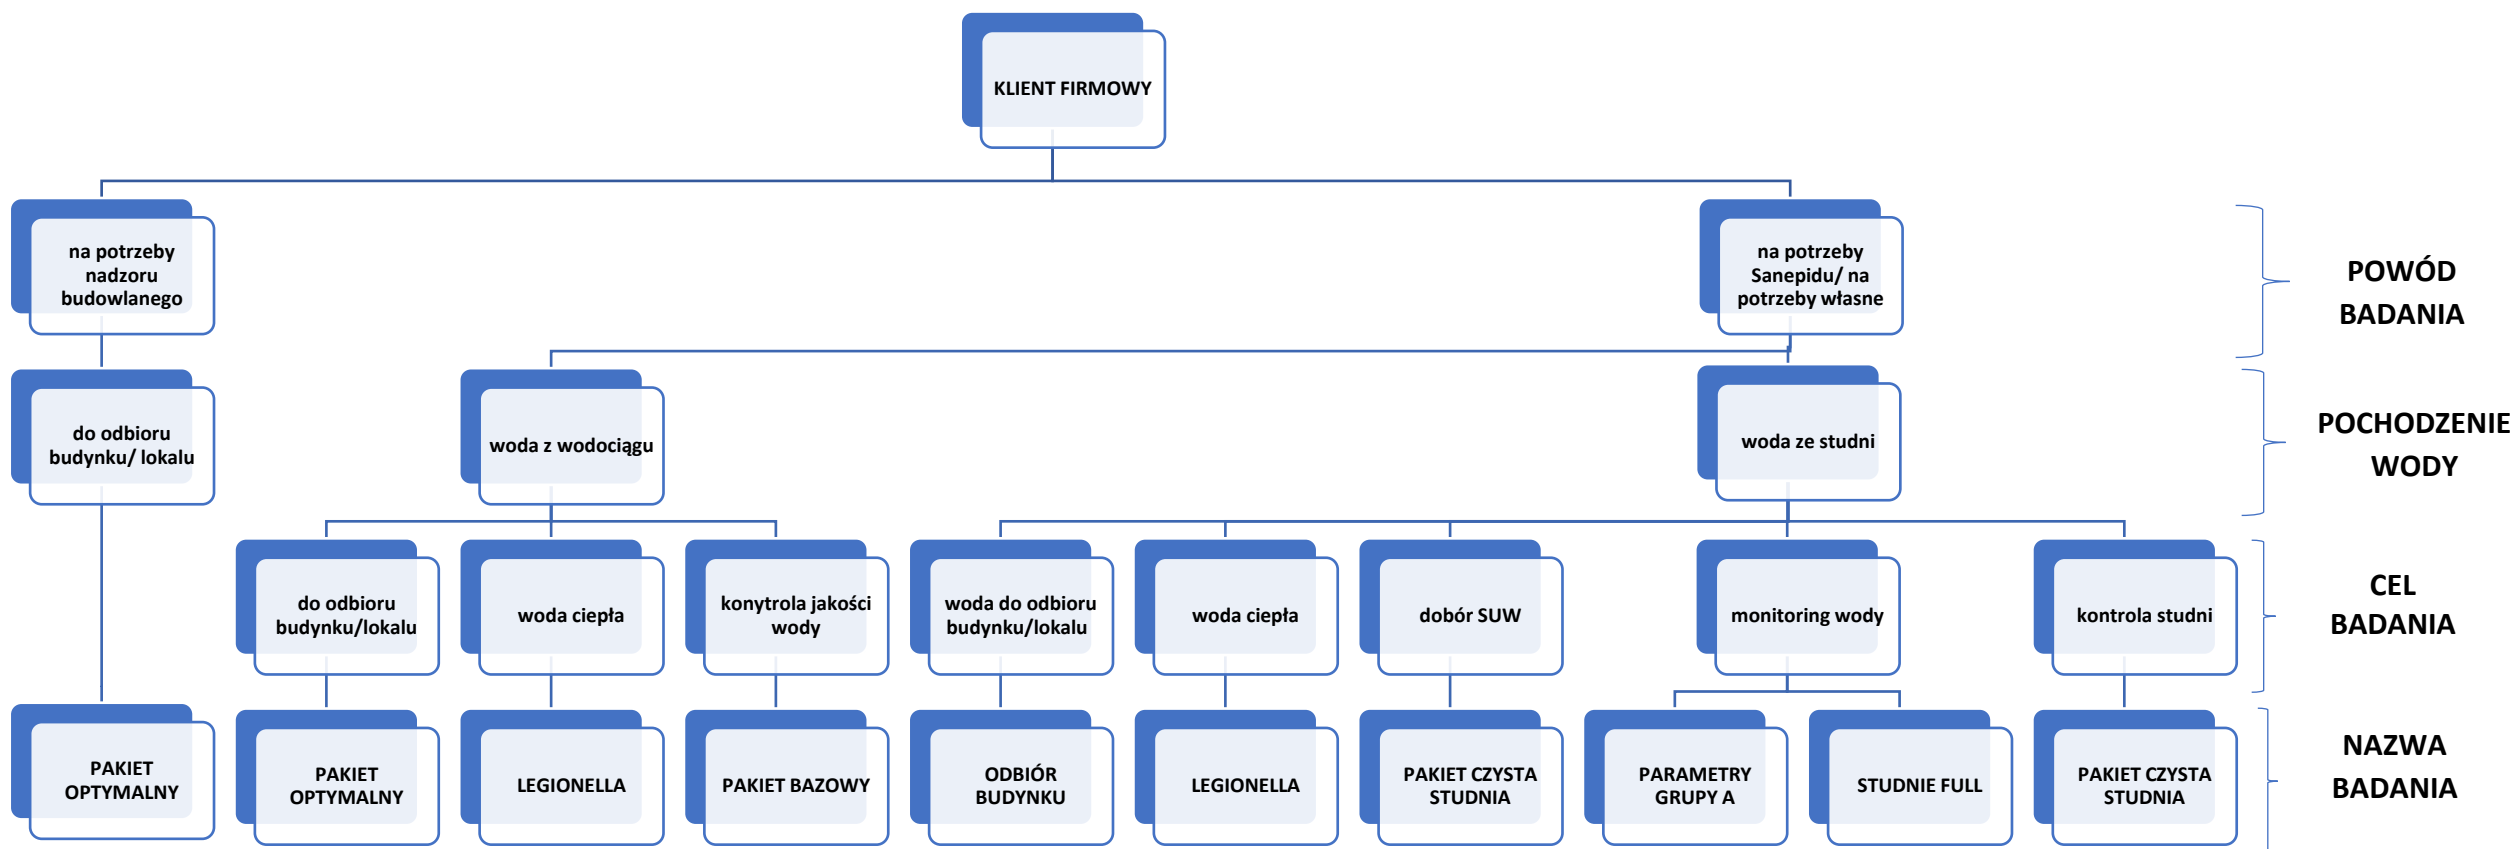 KLIENT FIRMOWY
na potrzeby
nadzoru
budowlanego
na potrzeby
Sanepidu/ na
potrzeby własne
POWÓD
BADANIA
do odbioru
budynku/ lokalu
woda z wodociągu
woda ze studni
POCHODZENIE
WODY
do odbioru
budynku/lokalu
woda ciepła
konytrola jakości
wody
woda do odbioru
budynku/lokalu
woda ciepła
dobór SUW
monitoring wody
kontrola studni
CEL
BADANIA
PAKIET
OPTYMALNY
PAKIET
OPTYMALNY
LEGIONELLA
PAKIET BAZOWY
ODBIÓR
BUDYNKU
LEGIONELLA
PAKIET CZYSTA
STUDNIA
PARAMETRY
GRUPY A
STUDNIE FULL
PAKIET CZYSTA
STUDNIA
NAZWA
BADANIA